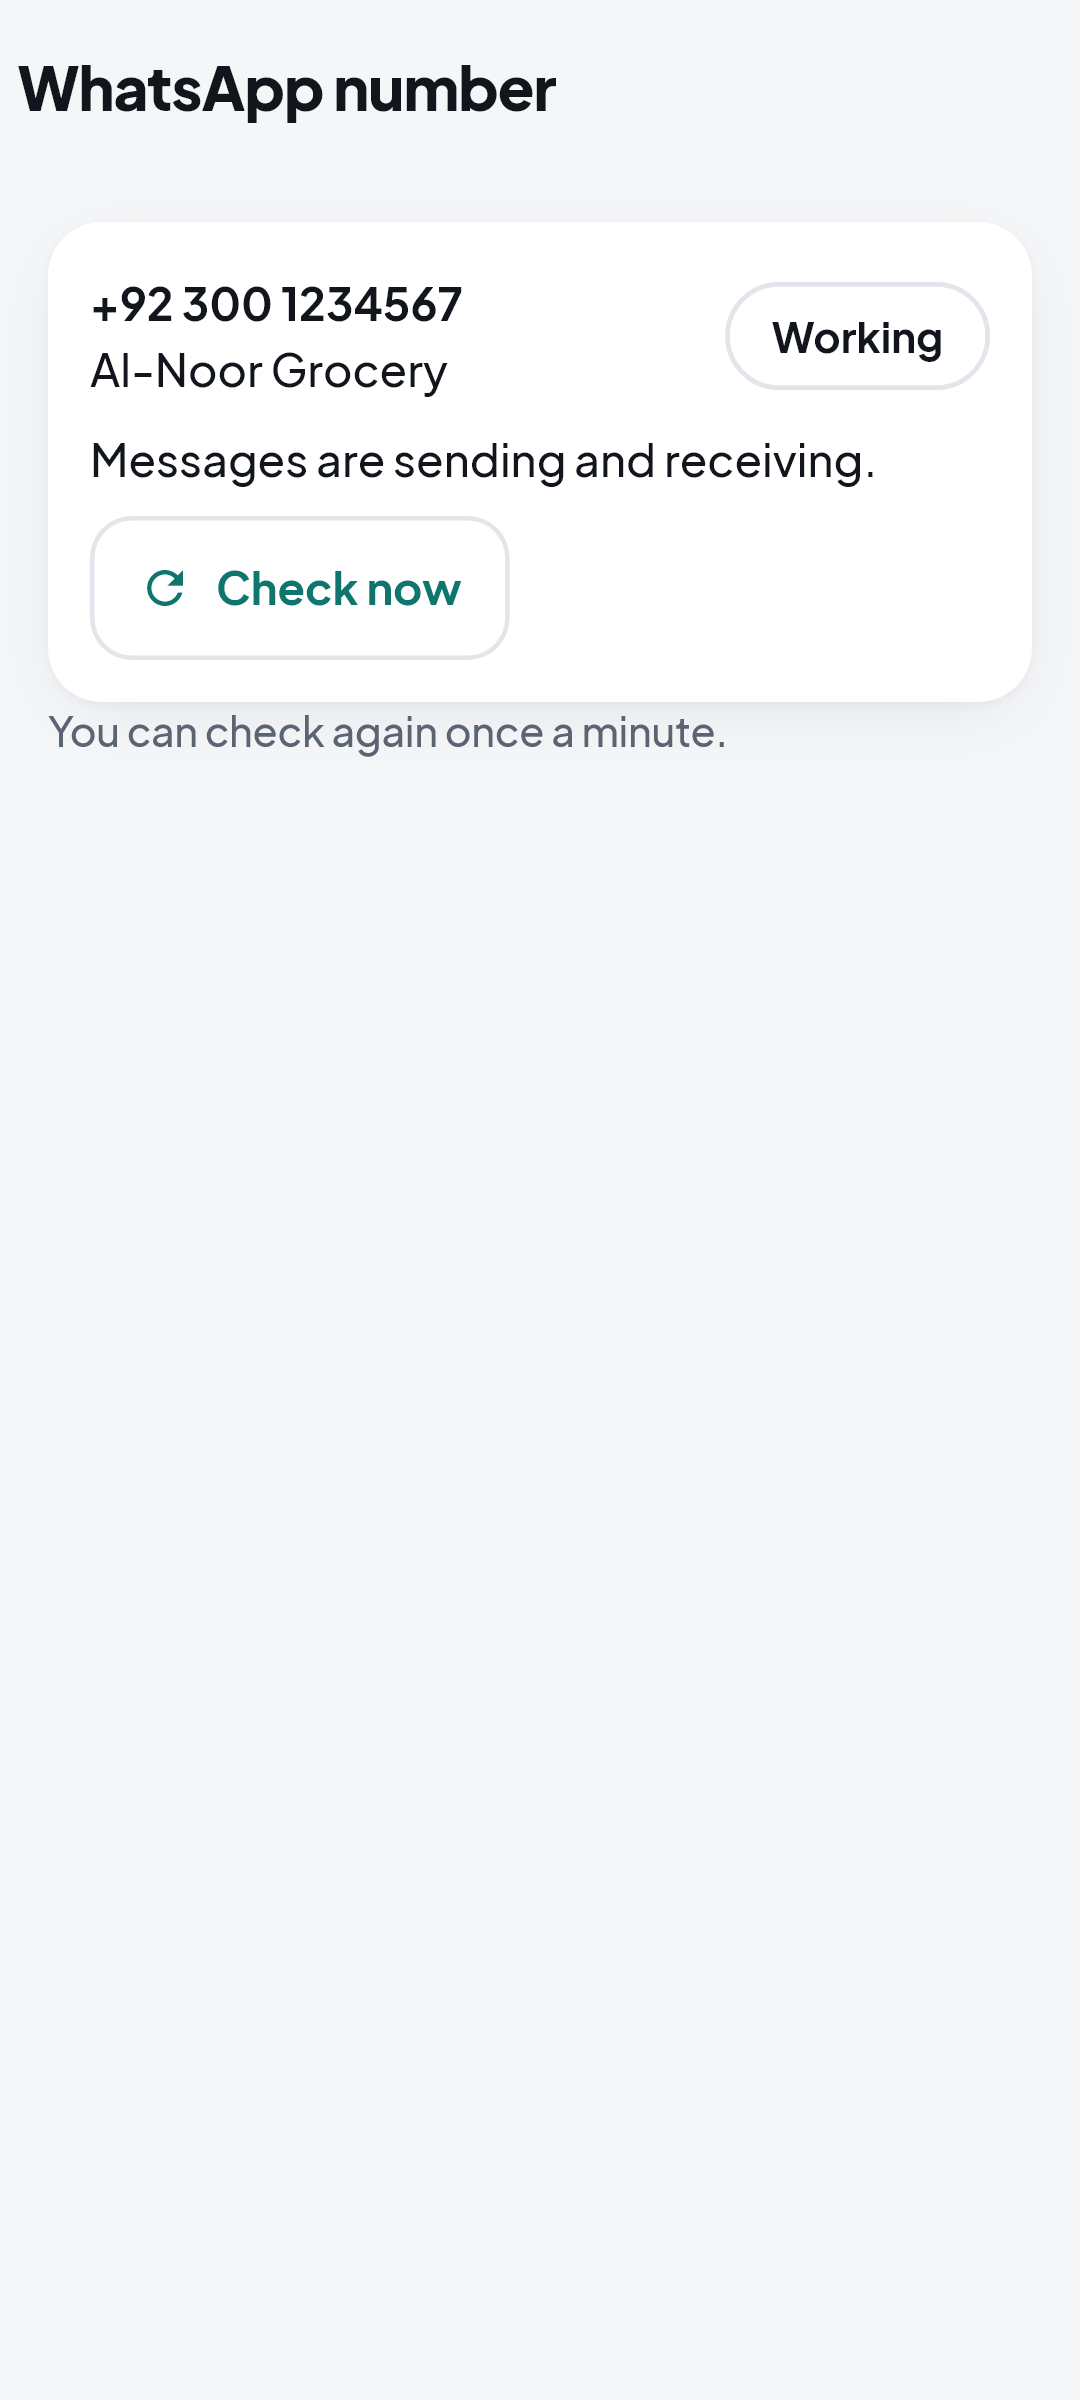 WhatsApp number
+92 300 1234567
Al-Noor Grocery
Working
Messages are sending and receiving.
Check now
You can check again once a minute.